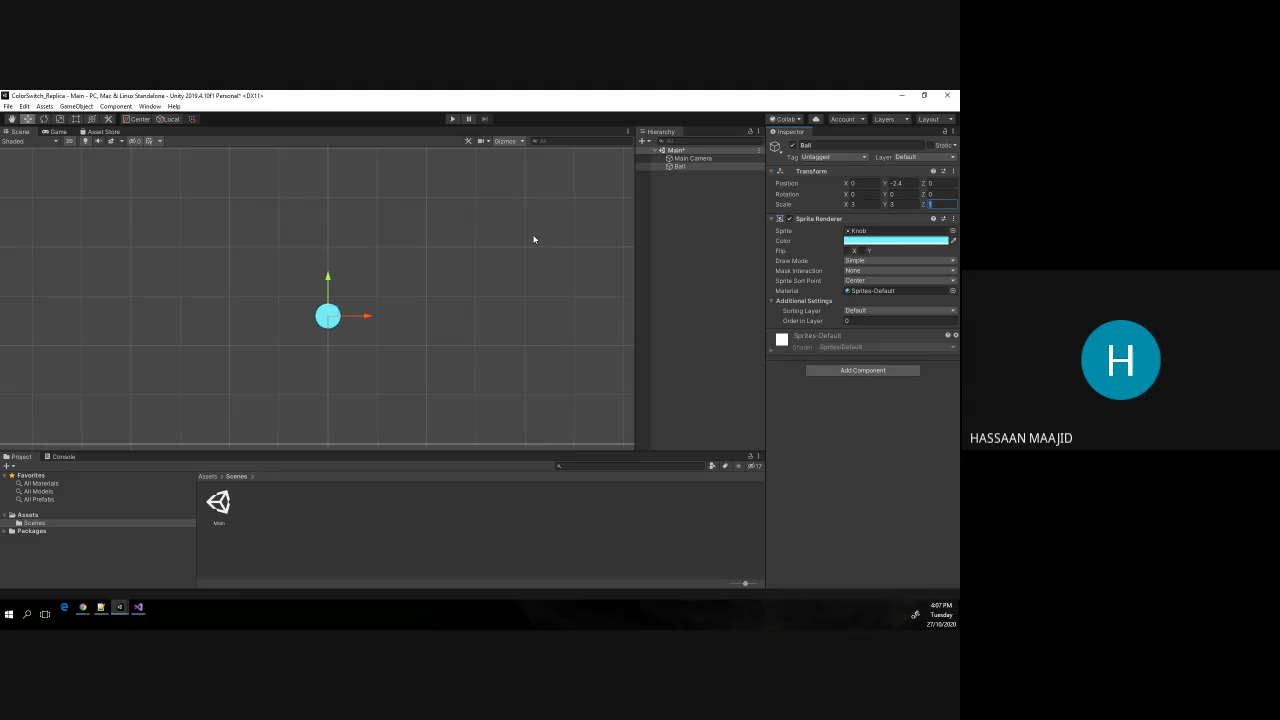 ColorSwitch_Replica - Main - PC, Mac & Linux Standalone - Unity 2019.4.10f1 Personal* <DX11>
File Edit Assets GameObject Component Window Help
Center Local Collab Account Layers Layout
Scene Game Asset Store
Shaded 2D 0 Gizmos All
Hierarchy
All
Main*
Main Camera
Ball
Inspector
Ball Static
Tag Untagged Layer Default
Transform
Position X 0 Y -2.4 Z 0
Rotation X 0 Y 0 Z 0
Scale X 3 Y 3 Z 1
Sprite Renderer
Sprite Knob
Color
Flip X Y
Draw Mode Simple
Mask Interaction None
Sprite Sort Point Center
Material Sprites-Default
Additional Settings
Sorting Layer Default
Order in Layer 0
Sprites-Default
Shader Sprites/Default
Add Component
Project Console
17
Favorites
All Materials
All Models
All Prefabs
Assets
Scenes
Packages
Assets > Scenes >
Main
4:07 PM
Tuesday
27/10/2020
H
HASSAAN MAAJID